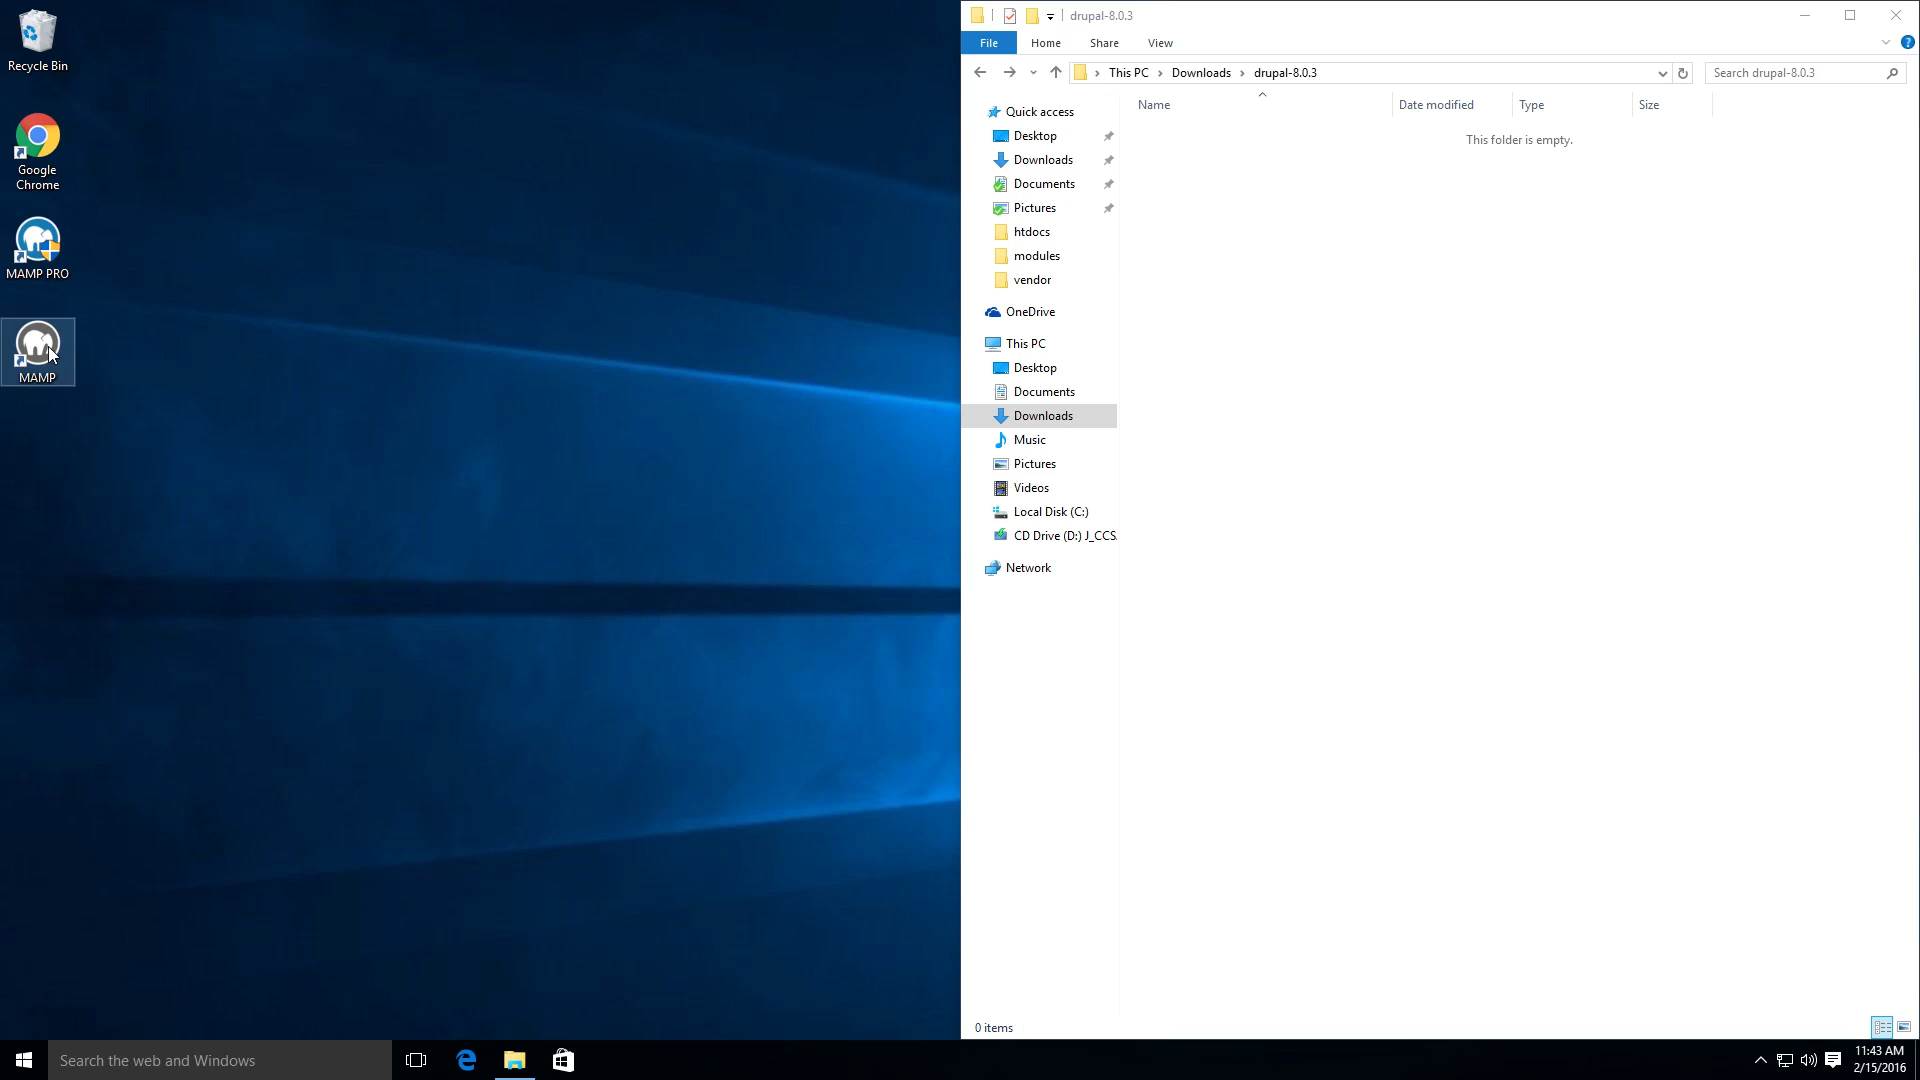 Recycle Bin
Google
Chrome
MAMP PRO
MAMP
drupal-8.0.3
File Home Share View
This PC Downloads drupal-8.0.3
Search drupal-8.0.3
Name Date modified Type Size
This folder is empty.
Quick access
Desktop
Downloads
Documents
Pictures
htdocs
modules
vendor
OneDrive
This PC
Desktop
Documents
Downloads
Music
Pictures
Videos
Local Disk (C:)
CD Drive (D:) J_CCS
Network
0 items
Search the web and Windows
11:43 AM
2/15/2016